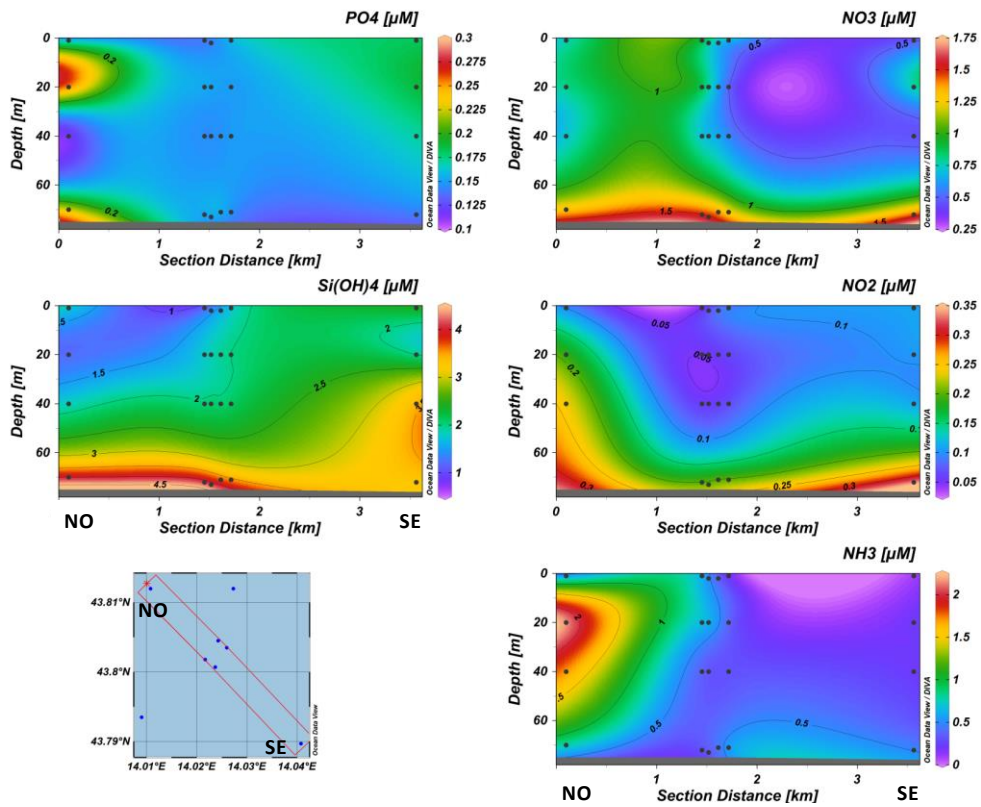 PO4 [µM]
0
20
40
60
Depth [m]
0.2
0.2
0 1 2 3
Section Distance [km]
0.3
0.275
0.25
0.225
0.2
0.175
0.15
0.125
0.1
Ocean Data View / DIVA
NO3 [µM]
0
20
40
60
Depth [m]
1
0.5
0.5
1
1.5
1.5
0 1 2 3
Section Distance [km]
1.75
1.5
1.25
1
0.75
0.5
0.25
Ocean Data View / DIVA
Si(OH)4 [µM]
0
20
40
60
Depth [m]
1
1.5
2
2
2.5
3
4.5
0 1 2 3
NO Section Distance [km] SE
4
3
2
1
Ocean Data View / DIVA
NO2 [µM]
0
20
40
60
Depth [m]
0.05
0.05
0.1
0.1
0.2
0.25
0.3
0.3
0 1 2 3
Section Distance [km]
0.35
0.3
0.25
0.2
0.15
0.1
0.05
Ocean Data View / DIVA
43.81°N
43.8°N
43.79°N
NO
SE
14.01°E 14.02°E 14.03°E 14.04°E
Ocean Data View
NH3 [µM]
0
20
40
60
Depth [m]
2
1
0.5
0.5
0 1 2 3
NO Section Distance [km] SE
2
1.5
1
0.5
0
Ocean Data View / DIVA